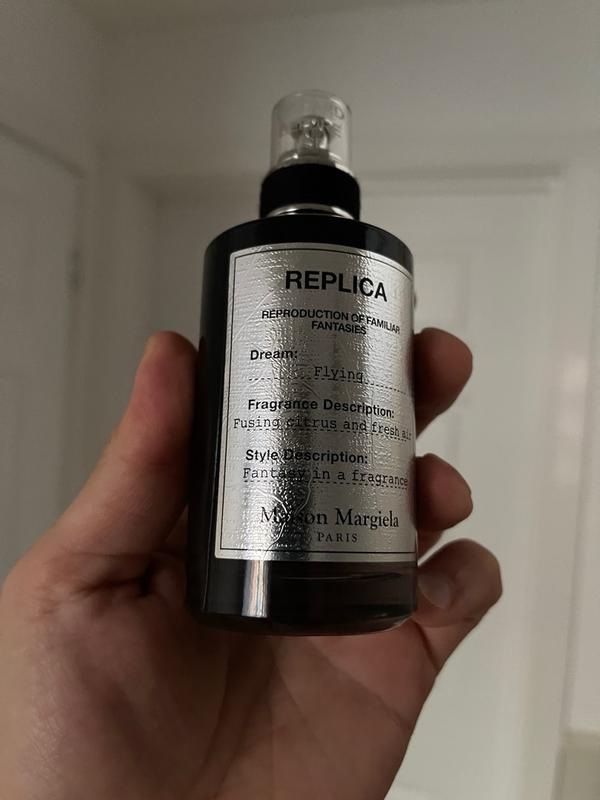 REPLICA
REPRODUCTION OF FAMILIAR
FANTASIES
Dream:
Flying
Fragrance Description:
Fusing citrus and fresh air
Style Description:
Fantasy in a fragrance
Maison Margiela
PARIS